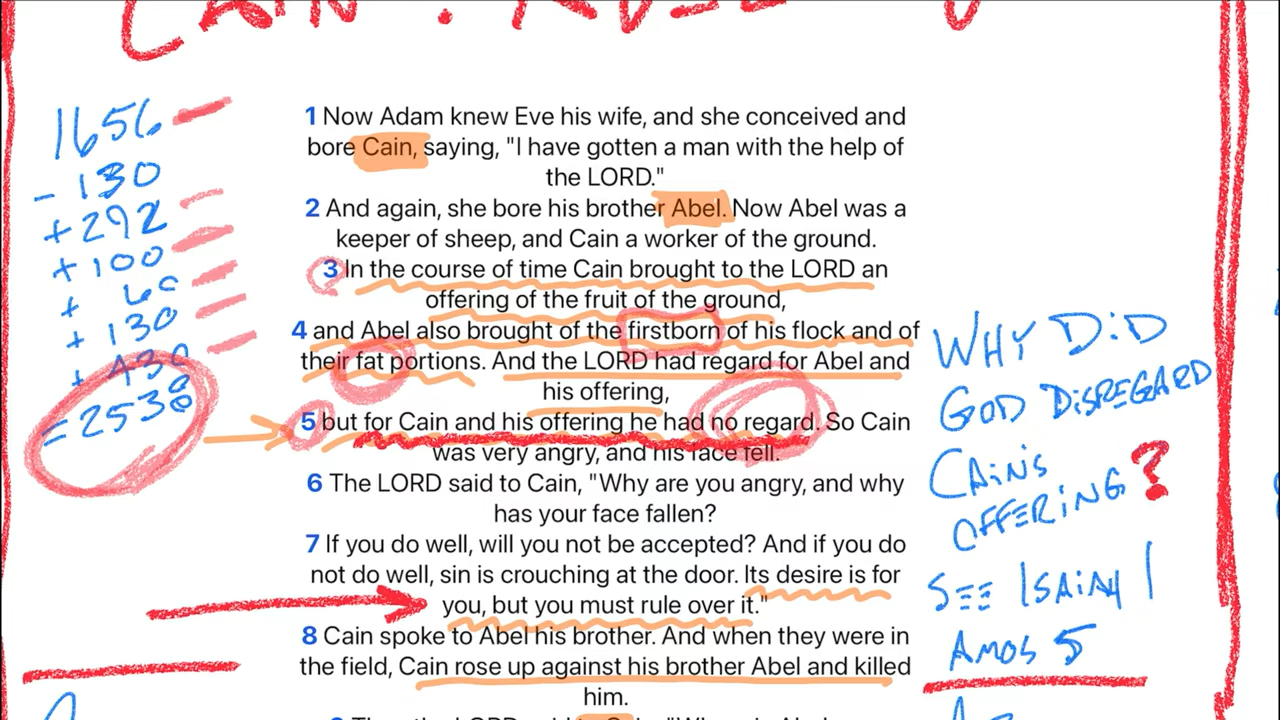 1656
- 130
+292
+100
+ 60
+ 130
+ 430
= 2538
1 Now Adam knew Eve his wife, and she conceived and
bore Cain, saying, "I have gotten a man with the help of
the LORD."
2 And again, she bore his brother Abel. Now Abel was a
keeper of sheep, and Cain a worker of the ground.
3 In the course of time Cain brought to the LORD an
offering of the fruit of the ground,
4 and Abel also brought of the firstborn of his flock and of
their fat portions. And the LORD had regard for Abel and
his offering,
5 but for Cain and his offering he had no regard. So Cain
was very angry, and his face fell.
6 The LORD said to Cain, "Why are you angry, and why
has your face fallen?
7 If you do well, will you not be accepted? And if you do
not do well, sin is crouching at the door. Its desire is for
you, but you must rule over it."
8 Cain spoke to Abel his brother. And when they were in
the field, Cain rose up against his brother Abel and killed
him.
WHY DID
GOD DISREGARD
CAIN'S
OFFERING?
SEE ISAIAH 1
AMOS 5